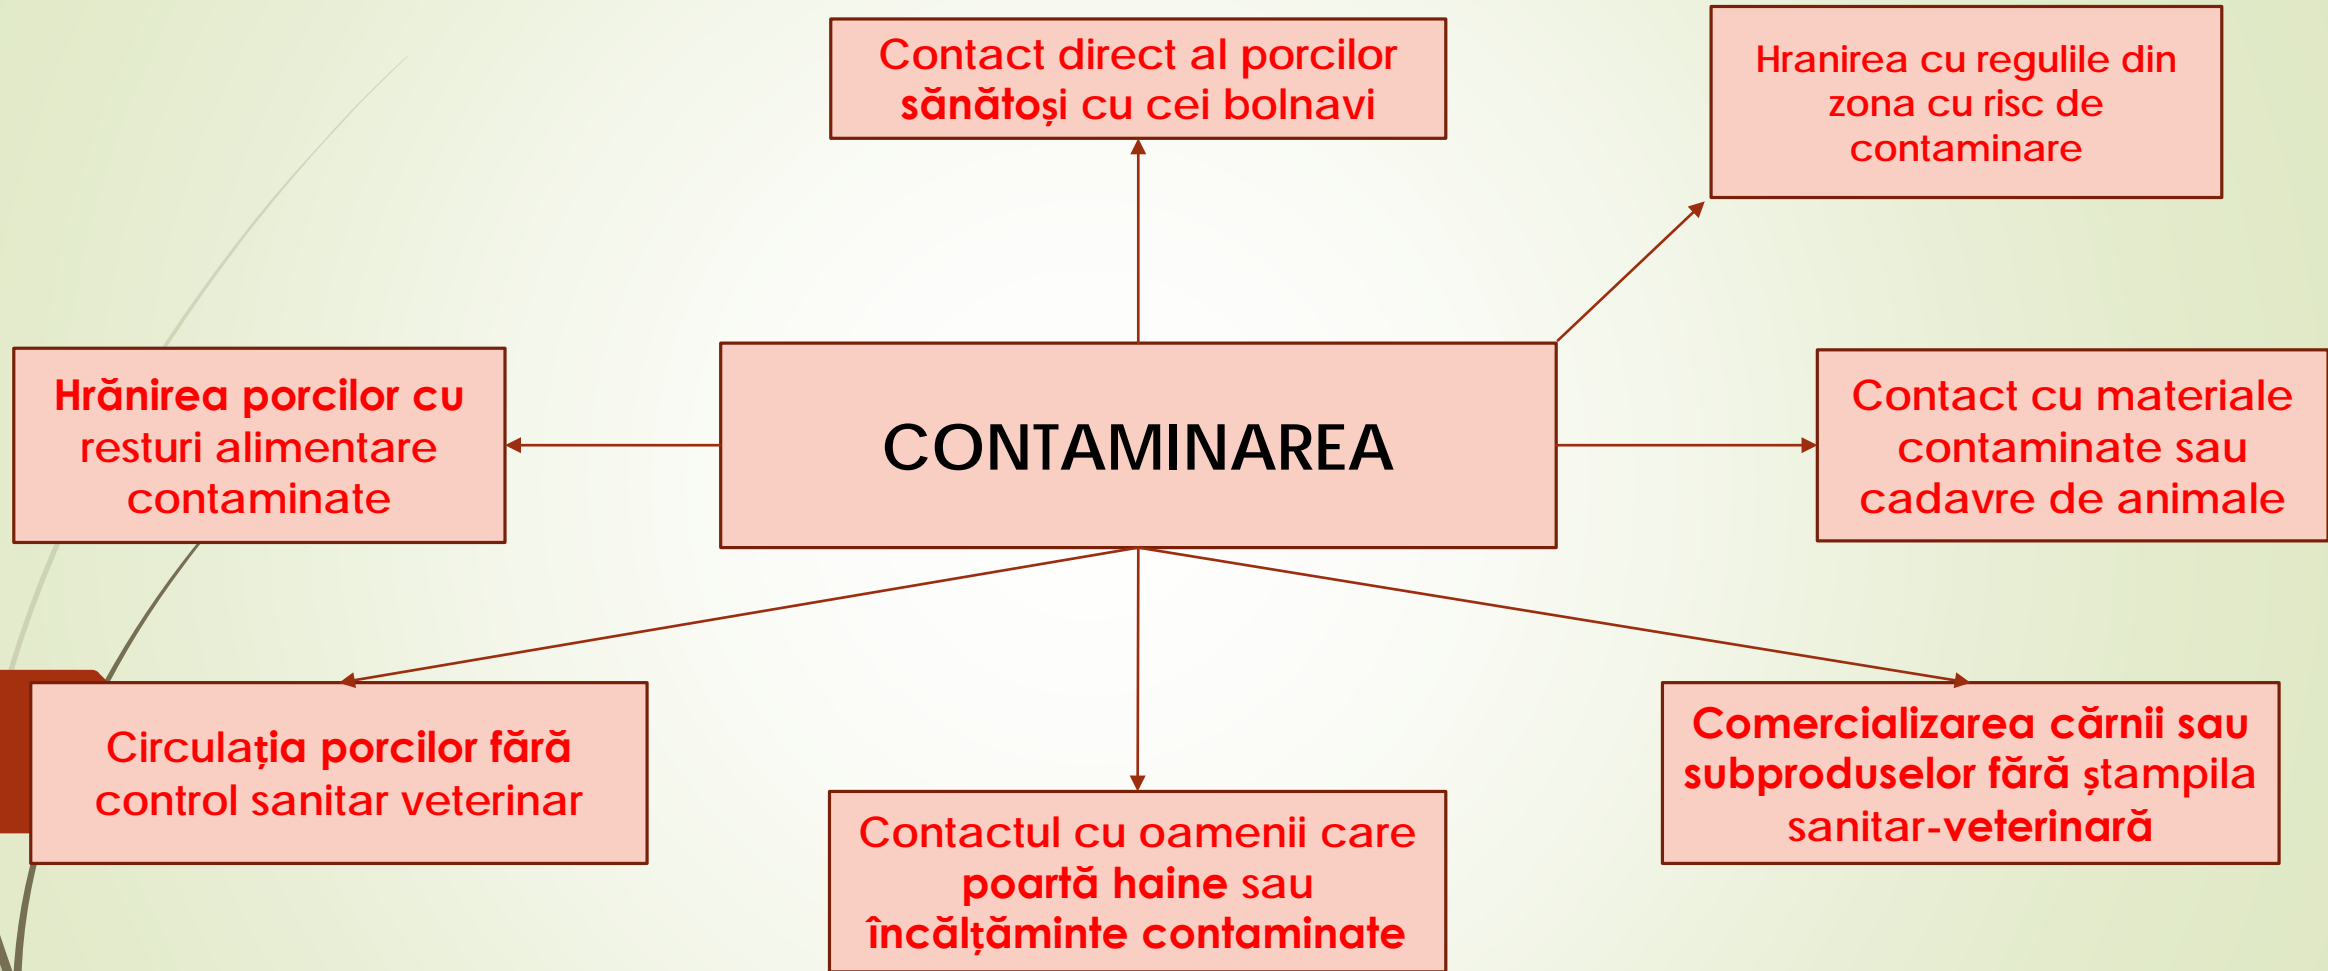 Contact direct al porcilor
sănătoși cu cei bolnavi
Hranirea cu regulile din
zona cu risc de
contaminare
Hrănirea porcilor cu
resturi alimentare
contaminate
CONTAMINAREA
Contact cu materiale
contaminate sau
cadavre de animale
Circulația porcilor fără
control sanitar veterinar
Contactul cu oamenii care
poartă haine sau
încălțăminte contaminate
Comercializarea cărnii sau
subproduselor fără ștampila
sanitar-veterinară